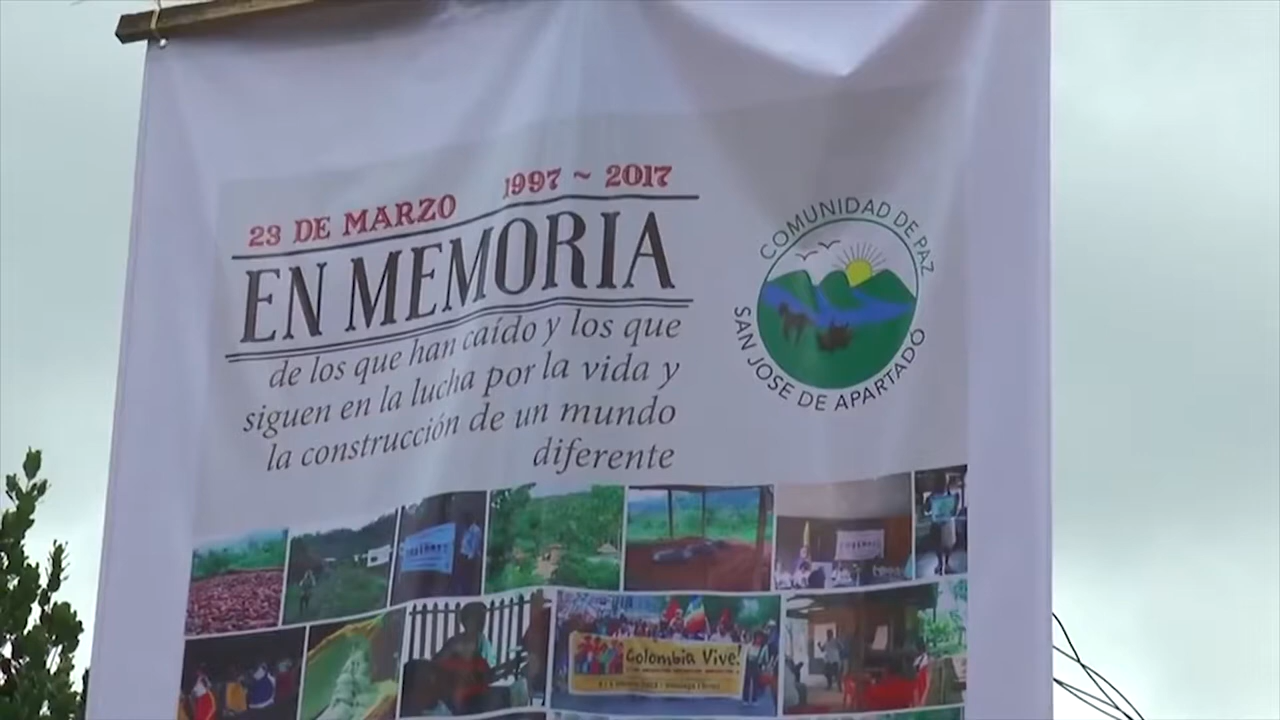 23 DE MARZO 1997 ~ 2017
EN MEMORIA
de los que han caído y los que
siguen en la lucha por la vida y
la construcción de un mundo
diferente
COMUNIDAD DE PAZ
SAN JOSE DE APARTADÓ
Colombia Vive!